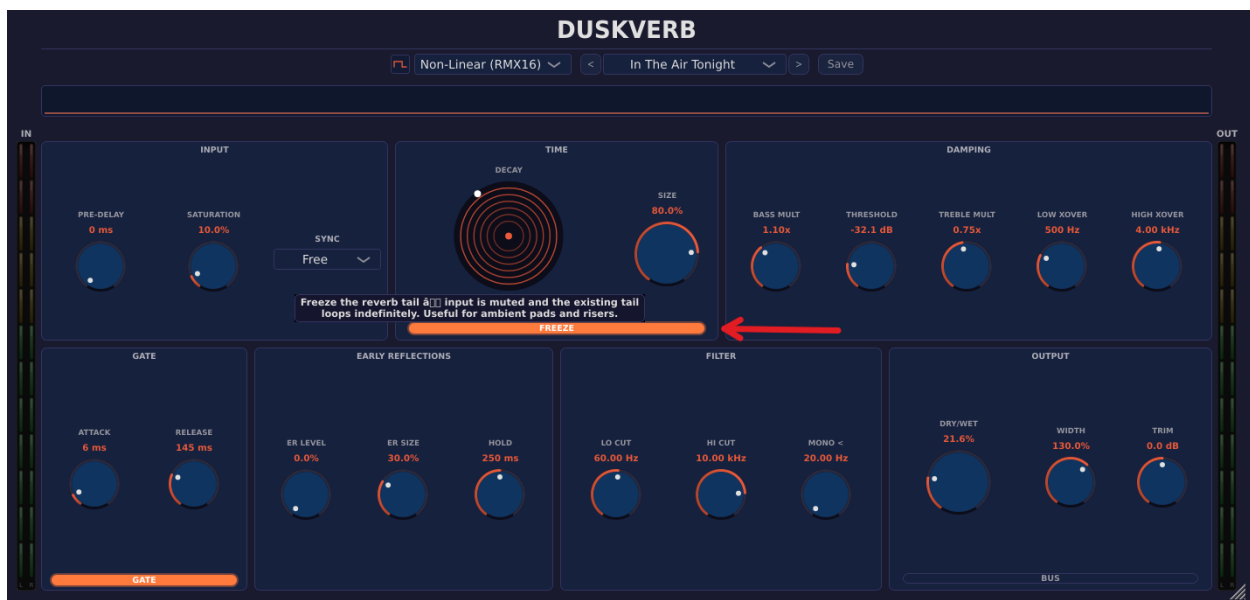 DUSKVERB
Non-Linear (RMX16)
< In The Air Tonight > Save
IN
OUT
INPUT
TIME
DAMPING
DECAY
PRE-DELAY
0 ms
SATURATION
10.0%
SYNC
Free
SIZE
80.0%
BASS MULT
1.10x
THRESHOLD
-32.1 dB
TREBLE MULT
0.75x
LOW XOVER
500 Hz
HIGH XOVER
4.00 kHz
Freeze the reverb tail â▯▯ input is muted and the existing tail
loops indefinitely. Useful for ambient pads and risers.
FREEZE
GATE
EARLY REFLECTIONS
FILTER
OUTPUT
ATTACK
6 ms
RELEASE
145 ms
ER LEVEL
0.0%
ER SIZE
30.0%
HOLD
250 ms
LO CUT
60.00 Hz
HI CUT
10.00 kHz
MONO <
20.00 Hz
DRY/WET
21.6%
WIDTH
130.0%
TRIM
0.0 dB
GATE
BUS
L R
L R